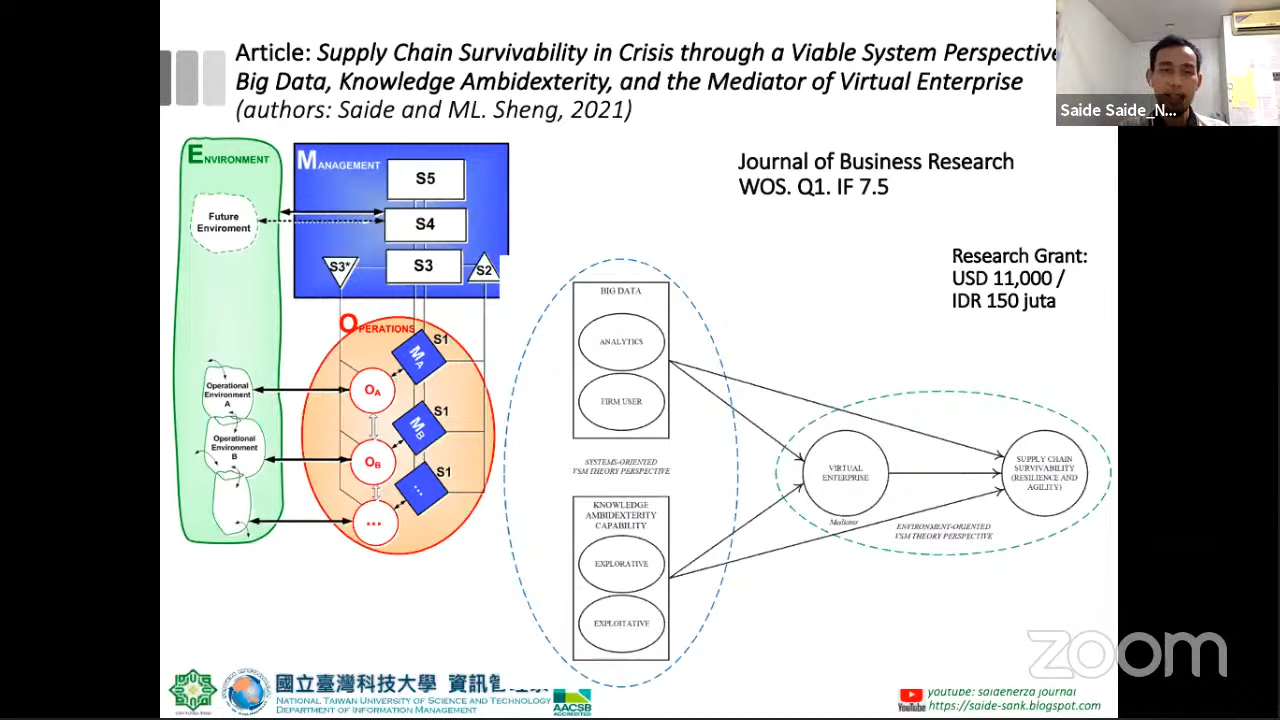 Article: Supply Chain Survivability in Crisis through a Viable System Perspective
Big Data, Knowledge Ambidexterity, and the Mediator of Virtual Enterprise
(authors: Saide and ML. Sheng, 2021)
Saide Saide_N...
Journal of Business Research
WOS. Q1. IF 7.5
Research Grant:
USD 11,000 /
IDR 150 juta
ENVIRONMENT
Future
Enviroment
Operational
Environment
A
Operational
Environment
B
MANAGEMENT
S5
S4
S3
S3*
S2
OPERATIONS
S1
MA
OA
S1
MB
OB
S1
...
...
BIG DATA
ANALYTICS
FIRM USER
SYSTEMS-ORIENTED
VSM THEORY PERSPECTIVE
KNOWLEDGE
AMBIDEXTERITY
CAPABILITY
EXPLORATIVE
EXPLOITATIVE
VIRTUAL
ENTERPRISE
Mediator
SUPPLY CHAIN
SURVIVABILITY
(RESILIENCE AND
AGILITY)
ENVIRONMENT-ORIENTED
VSM THEORY PERSPECTIVE
zoom
國立臺灣科技大學 資訊管理系
NATIONAL TAIWAN UNIVERSITY OF SCIENCE AND TECHNOLOGY
DEPARTMENT OF INFORMATION MANAGEMENT
AACSB
ACCREDITED
YouTube
youtube: saidenerza journal
https://saide-sank.blogspot.com